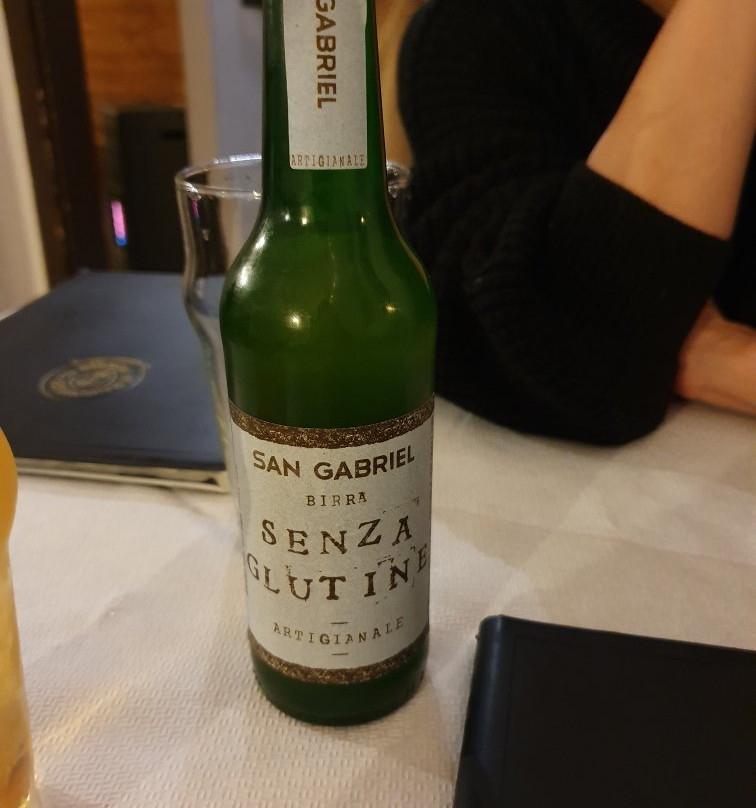 GABRIEL
ARTIGIANALE
SAN GABRIEL
BIRRA
SENZA
GLUTINE
ARTIGIANALE